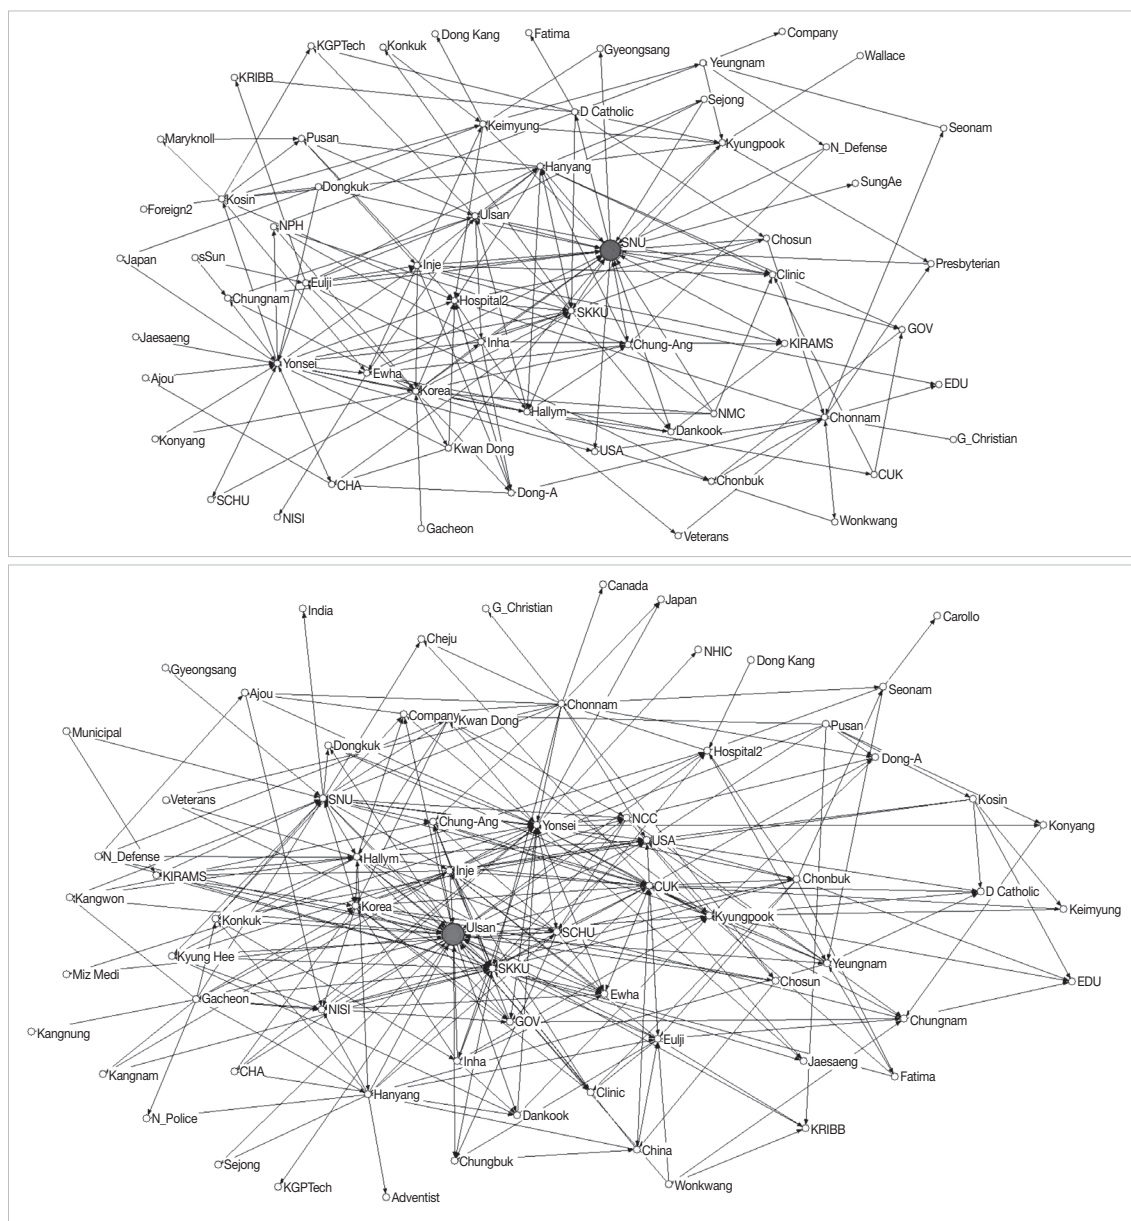 Dong Kang
Fatima
Company
KGPTech
Konkuk
Gyeongsang
Wallace
Yeungnam
KRIBB
Sejong
D Catholic
Keimyung
Seonam
Maryknoll
Pusan
Kyungpook
N_Defense
Hanyang
SungAe
Dongkuk
Kosin
Foreign2
Ulsan
NPH
SNU
Chosun
Japan
sSun
Inje
Presbyterian
Clinic
Eulji
Chungnam
Hospital2
SKKU
GOV
Jaesaeng
Inha
Chung-Ang
KIRAMS
Yonsei
Ewha
Ajou
EDU
Korea
Hallym
NMC
Chonnam
Dankook
Konyang
G_Christian
Kwan Dong
USA
CUK
Chonbuk
CHA
Dong-A
SCHU
NISI
Wonkwang
Gacheon
Veterans
Canada
Japan
India
G_Christian
Carollo
Cheju
NHIC
Dong Kang
Gyeongsang
Seonam
Ajou
Chonnam
Company
Kwan Dong
Pusan
Municipal
Dongkuk
Hospital2
Dong-A
Veterans
SNU
Kosin
Chung-Ang
Yonsei
NCC
Konyang
USA
N_Defense
Hallym
KIRAMS
Inje
Chonbuk
CUK
D Catholic
Kangwon
Korea
Keimyung
Konkuk
Kyungpook
Ulsan
SCHU
Kyung Hee
Yeungnam
Miz Medi
SKKU
Chosun
EDU
Gacheon
Ewha
NISI
GOV
Chungnam
Kangnung
Eulji
Inha
Jaesaeng
Kangnam
CHA
Fatima
Hanyang
Clinic
N_Police
Dankook
KRIBB
China
Sejong
Chungbuk
KGPTech
Wonkwang
Adventist